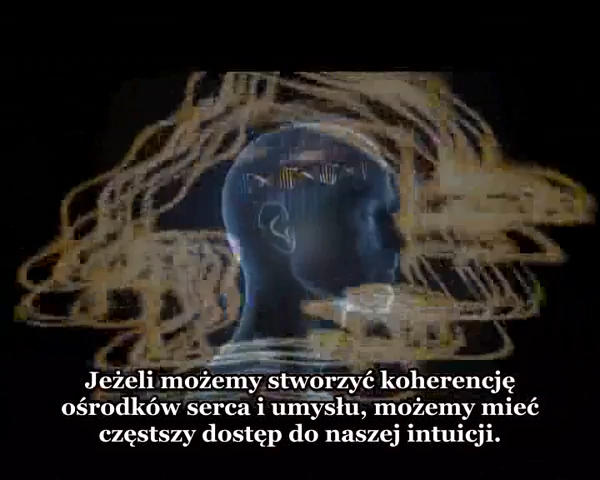 Jeżeli możemy stworzyć koherencję
ośrodków serca i umysłu, możemy mieć
częstszy dostęp do naszej intuicji.